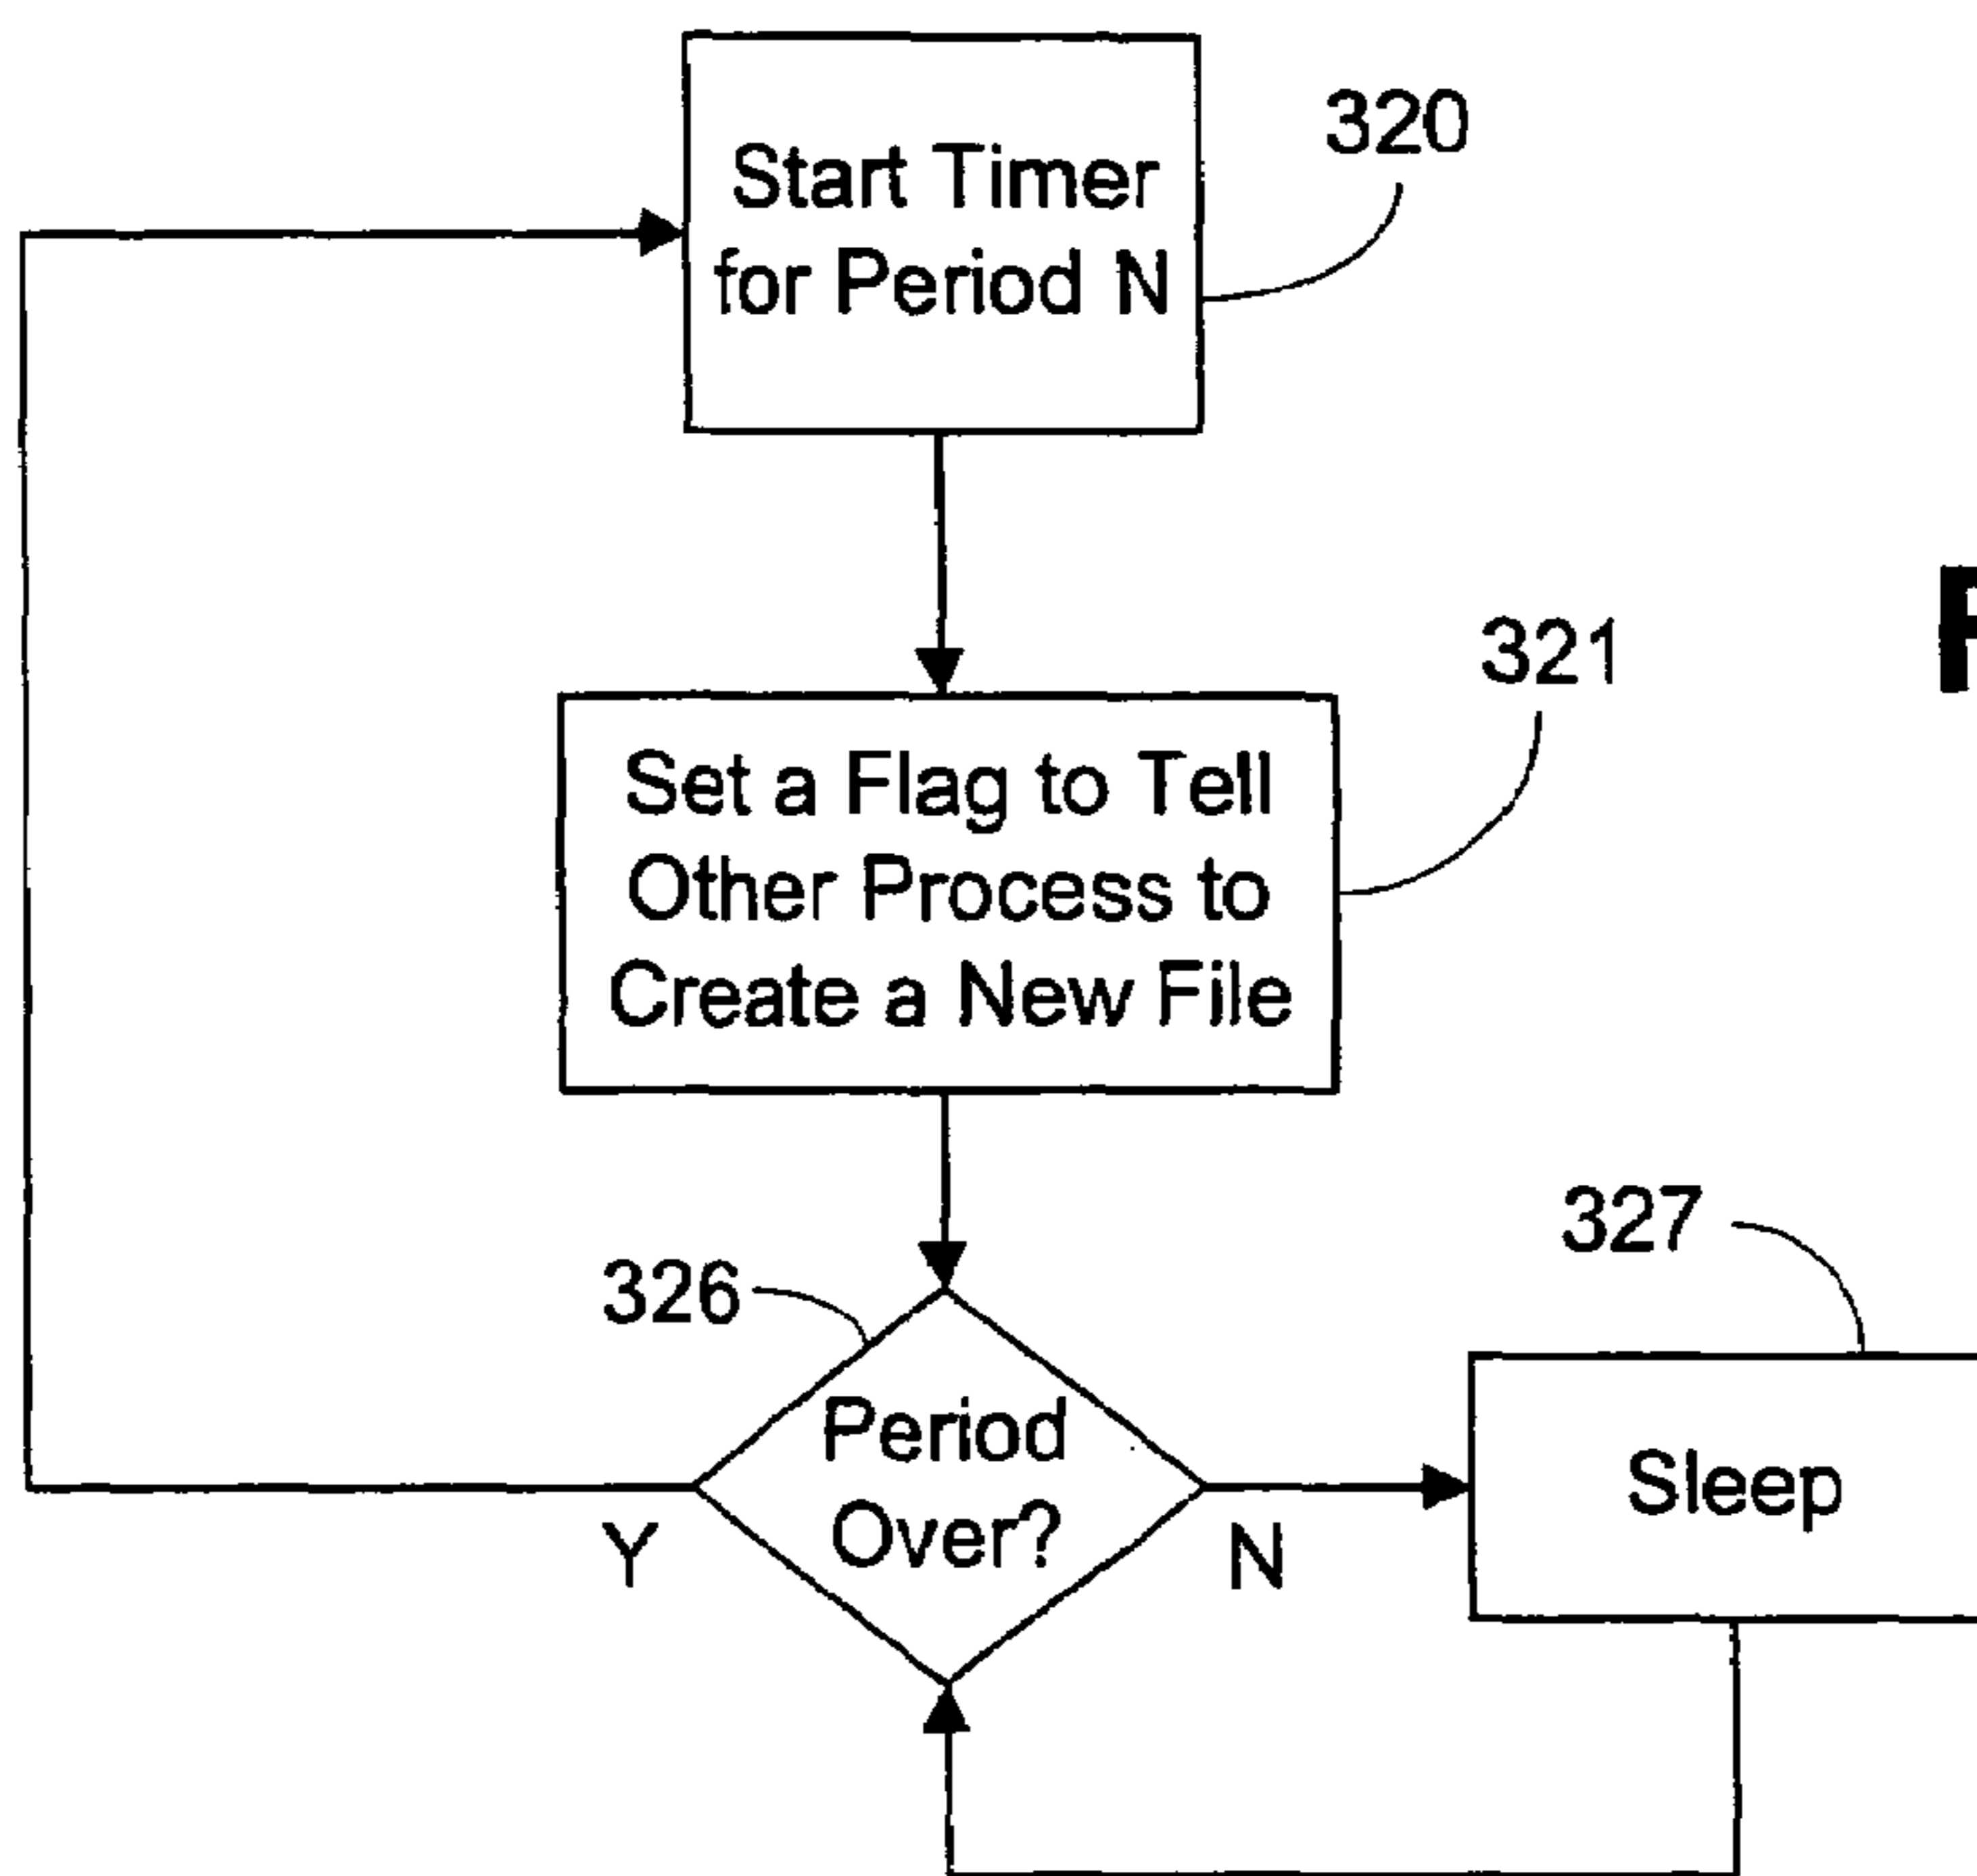 Start Timer
for Period N
320
Set a Flag to Tell
Other Process to
Create a New File
321
326
Period
Over?
Y
N
327
Sleep